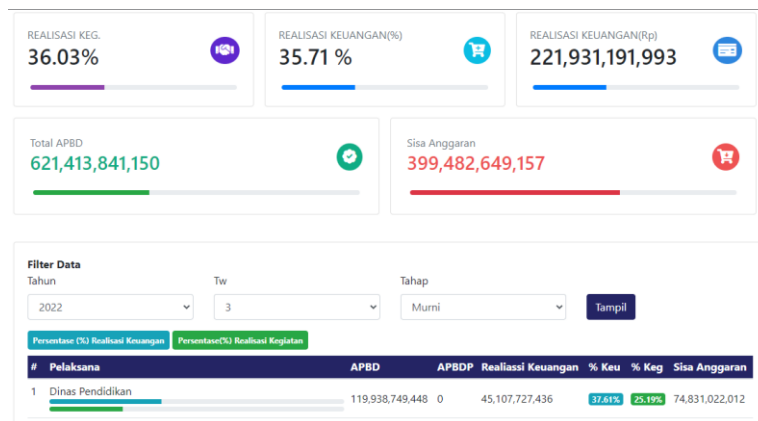 REALISASI KEG.
36.03%
REALISASI KEUANGAN(%)
35.71 %
REALISASI KEUANGAN(Rp)
221,931,191,993
Total APBD
621,413,841,150
Sisa Anggaran
399,482,649,157
Filter Data
Tahun Tw Tahap
2022 3 Murni Tampil
Persentase (%) Realisasi Keuangan Persentase(%) Realisasi Kegiatan
# Pelaksana APBD APBDP Realiassi Keuangan % Keu % Keg Sisa Anggaran
1 Dinas Pendidikan 119,938,749,448 0 45,107,727,436 37.61% 25.19% 74,831,022,012